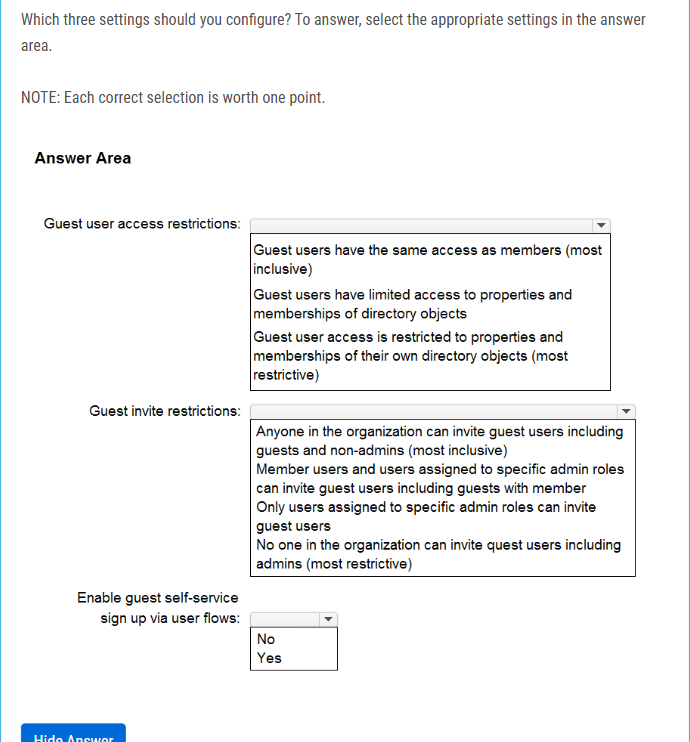 Which three settings should you configure? To answer, select the appropriate settings in the answer
area.
NOTE: Each correct selection is worth one point.
Answer Area
Guest user access restrictions:
Guest users have the same access as members (most
inclusive)
Guest users have limited access to properties and
memberships of directory objects
Guest user access is restricted to properties and
memberships of their own directory objects (most
restrictive)
Guest invite restrictions:
Anyone in the organization can invite guest users including
guests and non-admins (most inclusive)
Member users and users assigned to specific admin roles
can invite guest users including guests with member
Only users assigned to specific admin roles can invite
guest users
No one in the organization can invite quest users including
admins (most restrictive)
Enable guest self-service
sign up via user flows:
No
Yes
Hide Answer